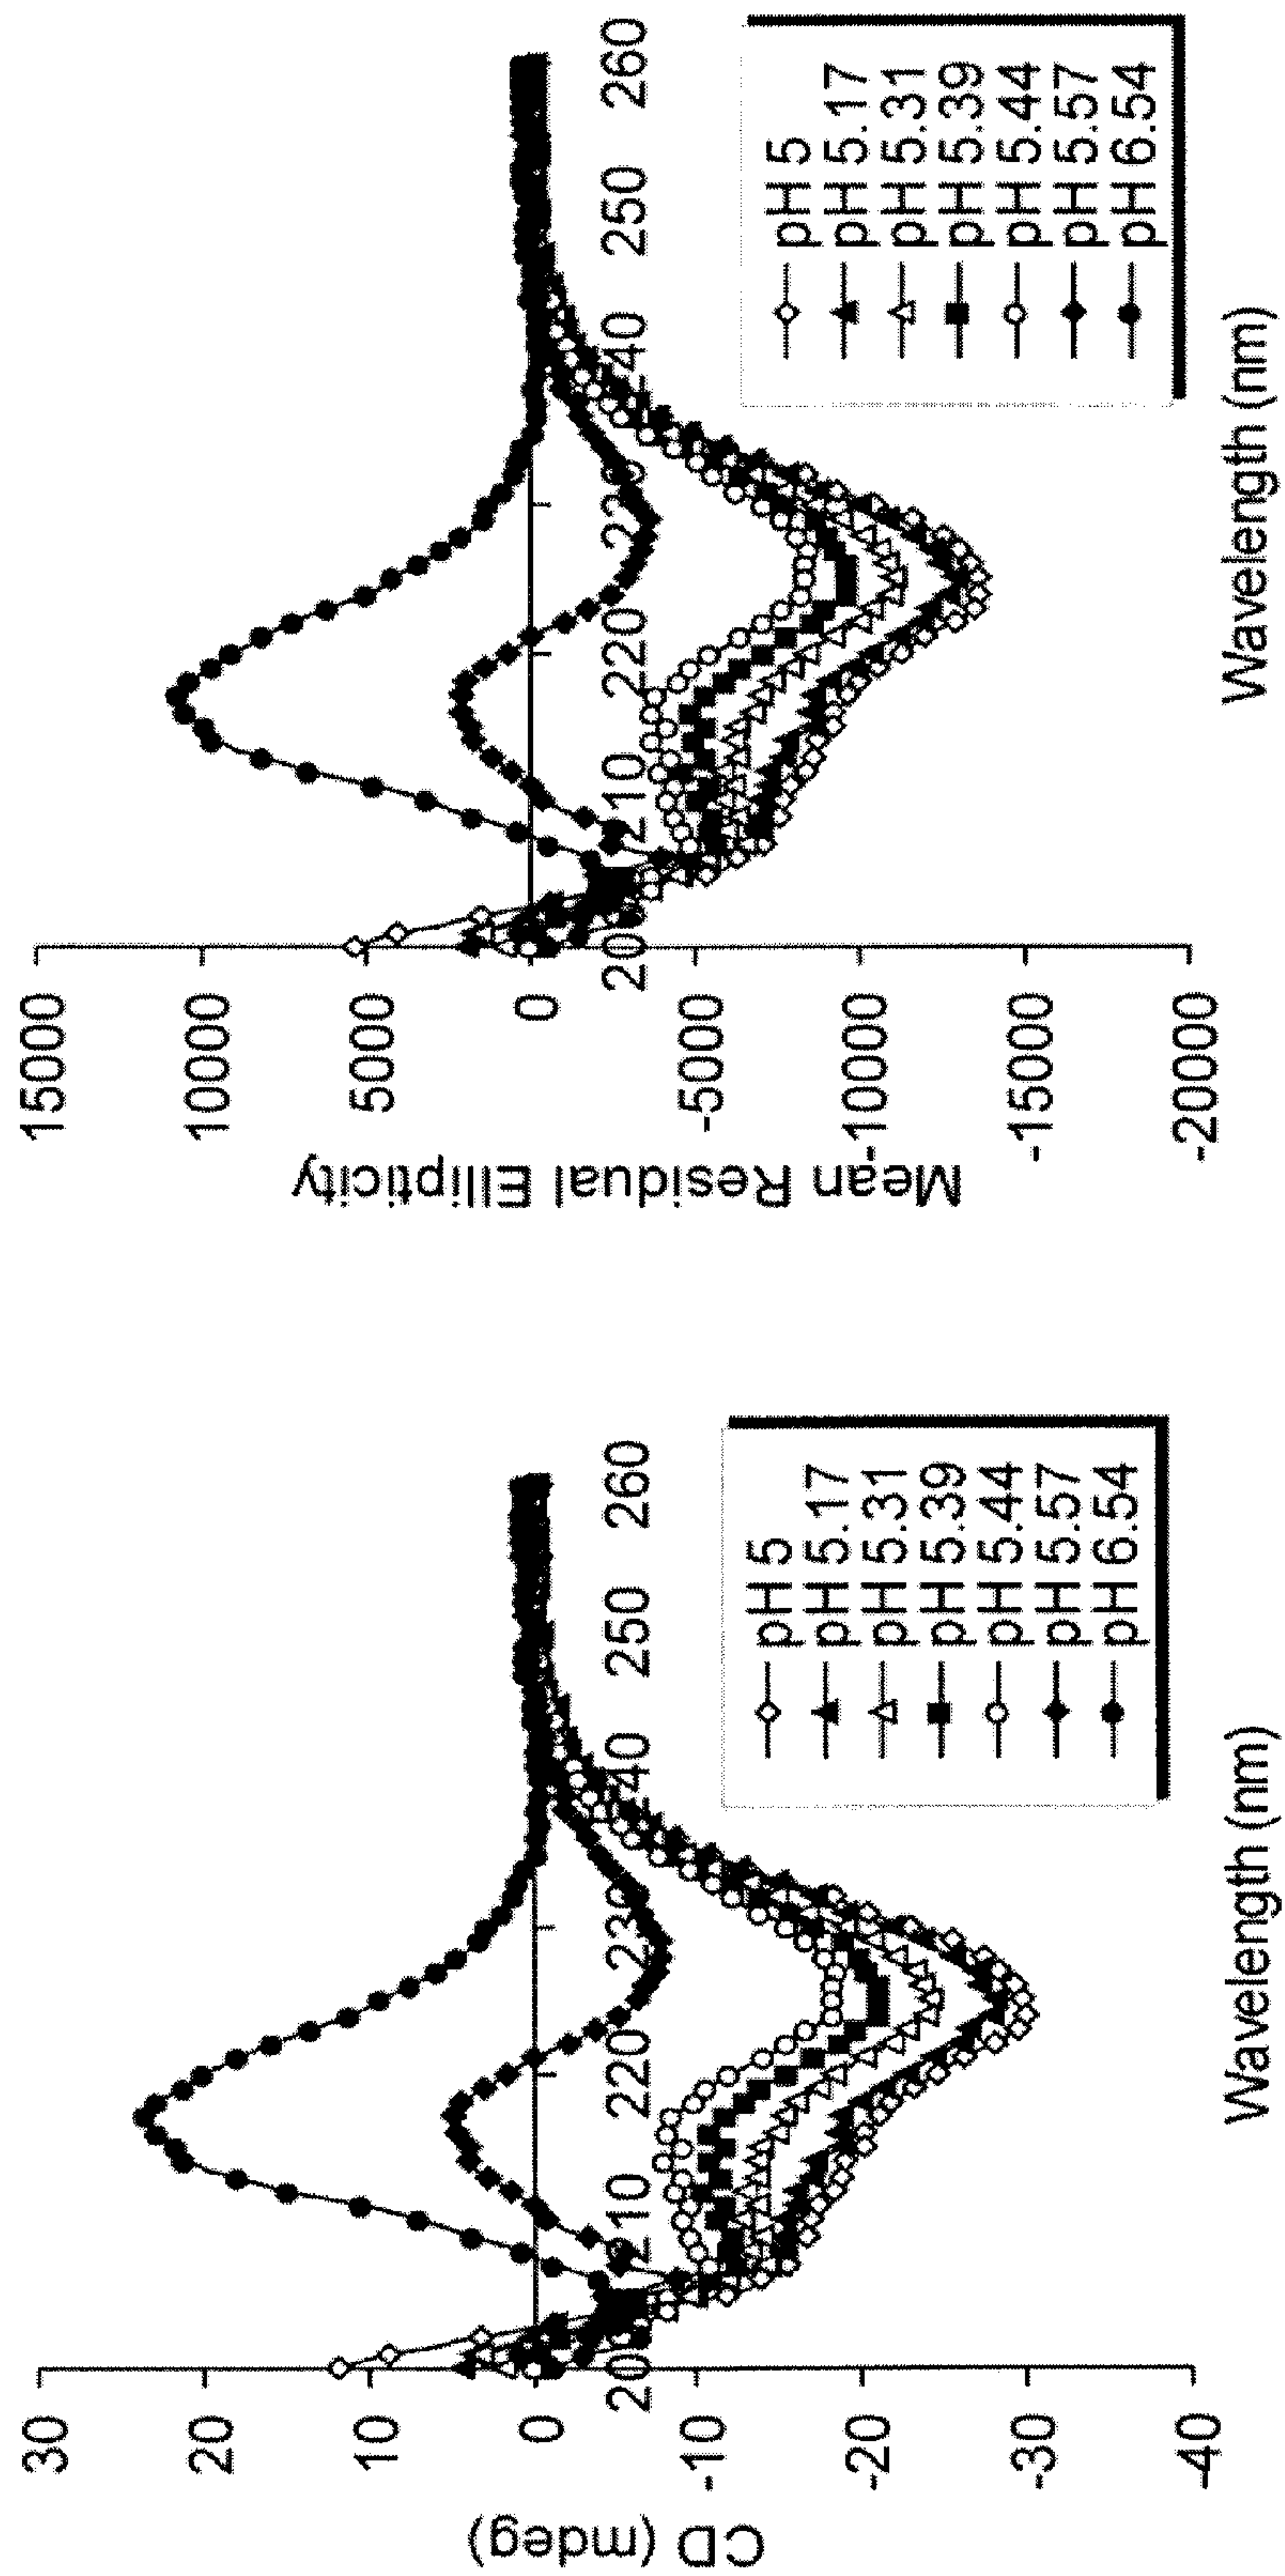 CD (mdeg)
30
20
10
0
-10
-20
-30
-40
200
210
220
230
240
250
260
Wavelength (nm)
pH 5
pH 5.17
pH 5.31
pH 5.39
pH 5.44
pH 5.57
pH 6.54
Mean Residual Ellipticity
15000
10000
5000
0
-5000
-10000
-15000
-20000
200
210
220
230
240
250
260
Wavelength (nm)
pH 5
pH 5.17
pH 5.31
pH 5.39
pH 5.44
pH 5.57
pH 6.54